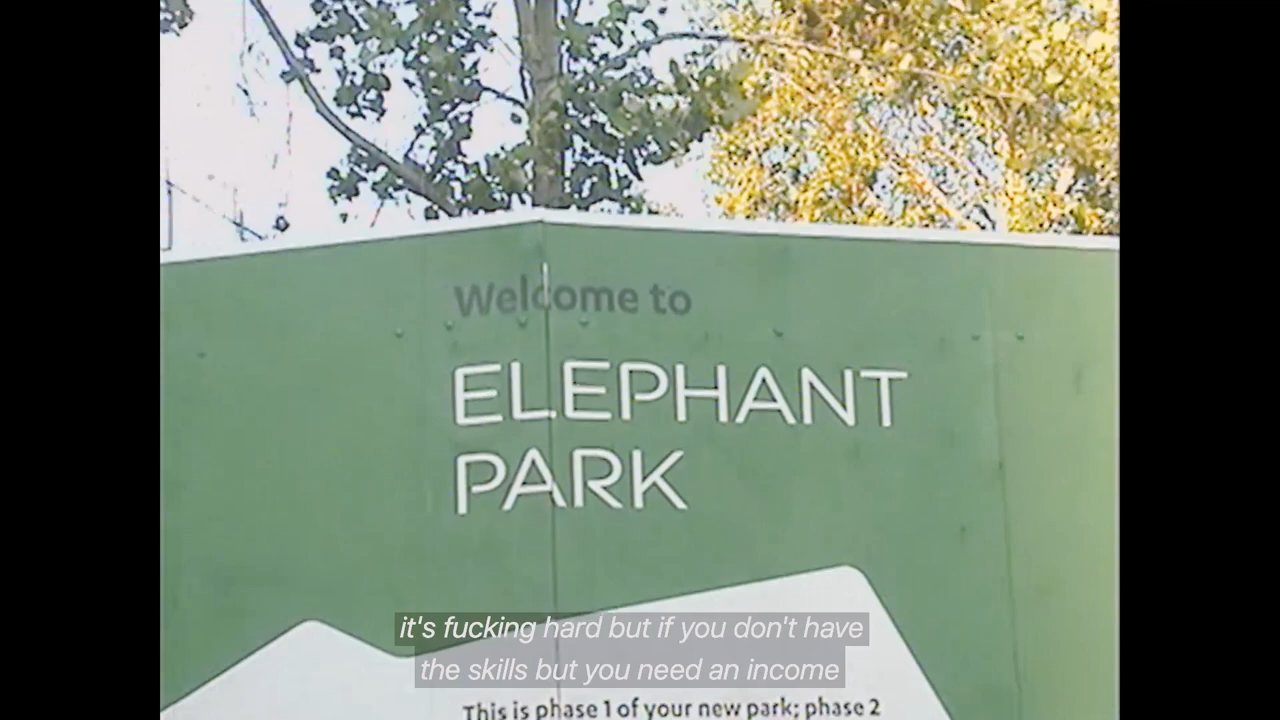 Welcome to
ELEPHANT
PARK
it's fucking hard but if you don't have
the skills but you need an income
This is phase 1 of your new park; phase 2